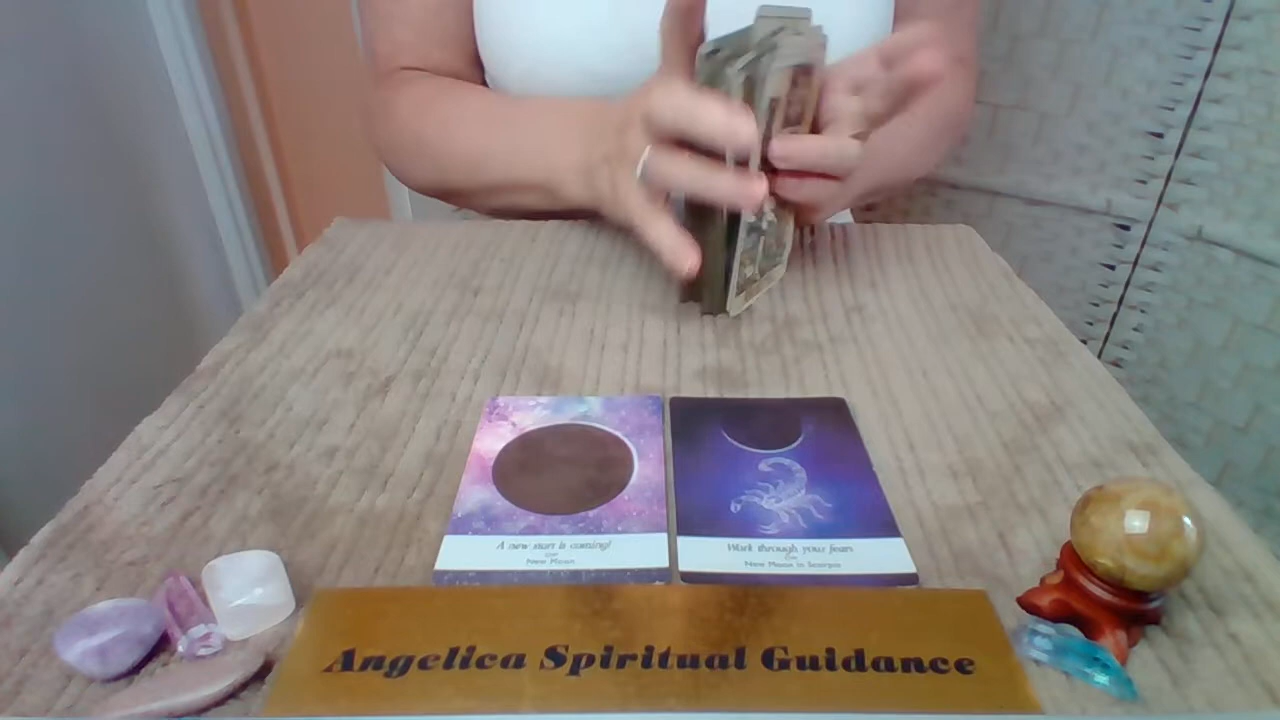 A new start is coming!
New Moon
Work through your fears
New Moon in Scorpio
Angelica Spiritual Guidance